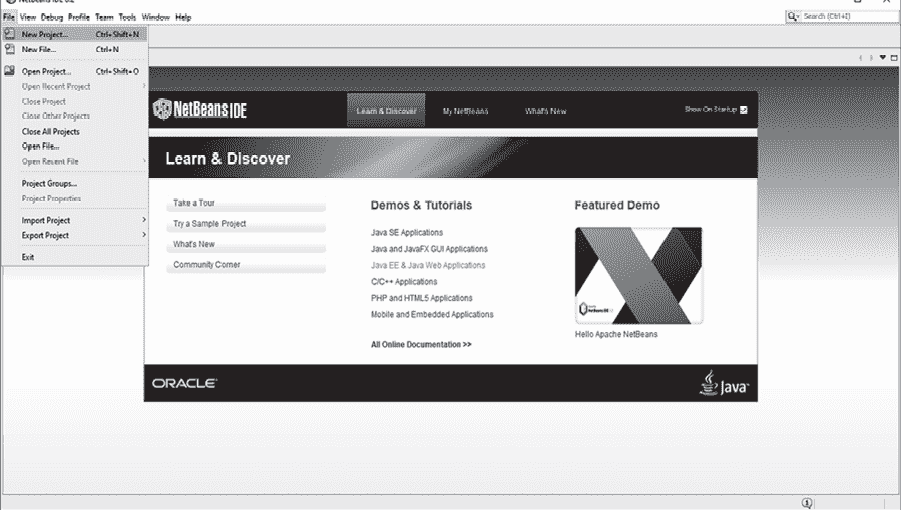 NetBeans IDE 8.2
File View Debug Profile Team Tools Window Help
Search (Ctrl+I)
New Project... Ctrl+Shift+N
New File... Ctrl+N
Open Project... Ctrl+Shift+O
Open Recent Project
Close Project
Close Other Projects
Close All Projects
Open File...
Open Recent File
Project Groups...
Project Properties
Import Project
Export Project
Exit
NetBeans IDE
Learn & Discover
My NetBeans
What's New
Show On Startup
Learn & Discover
Take a Tour
Try a Sample Project
What's New
Community Corner
Demos & Tutorials
Java SE Applications
Java and JavaFX GUI Applications
Java EE & Java Web Applications
C/C++ Applications
PHP and HTML5 Applications
Mobile and Embedded Applications
All Online Documentation >>
Featured Demo
Hello Apache NetBeans
ORACLE
Java